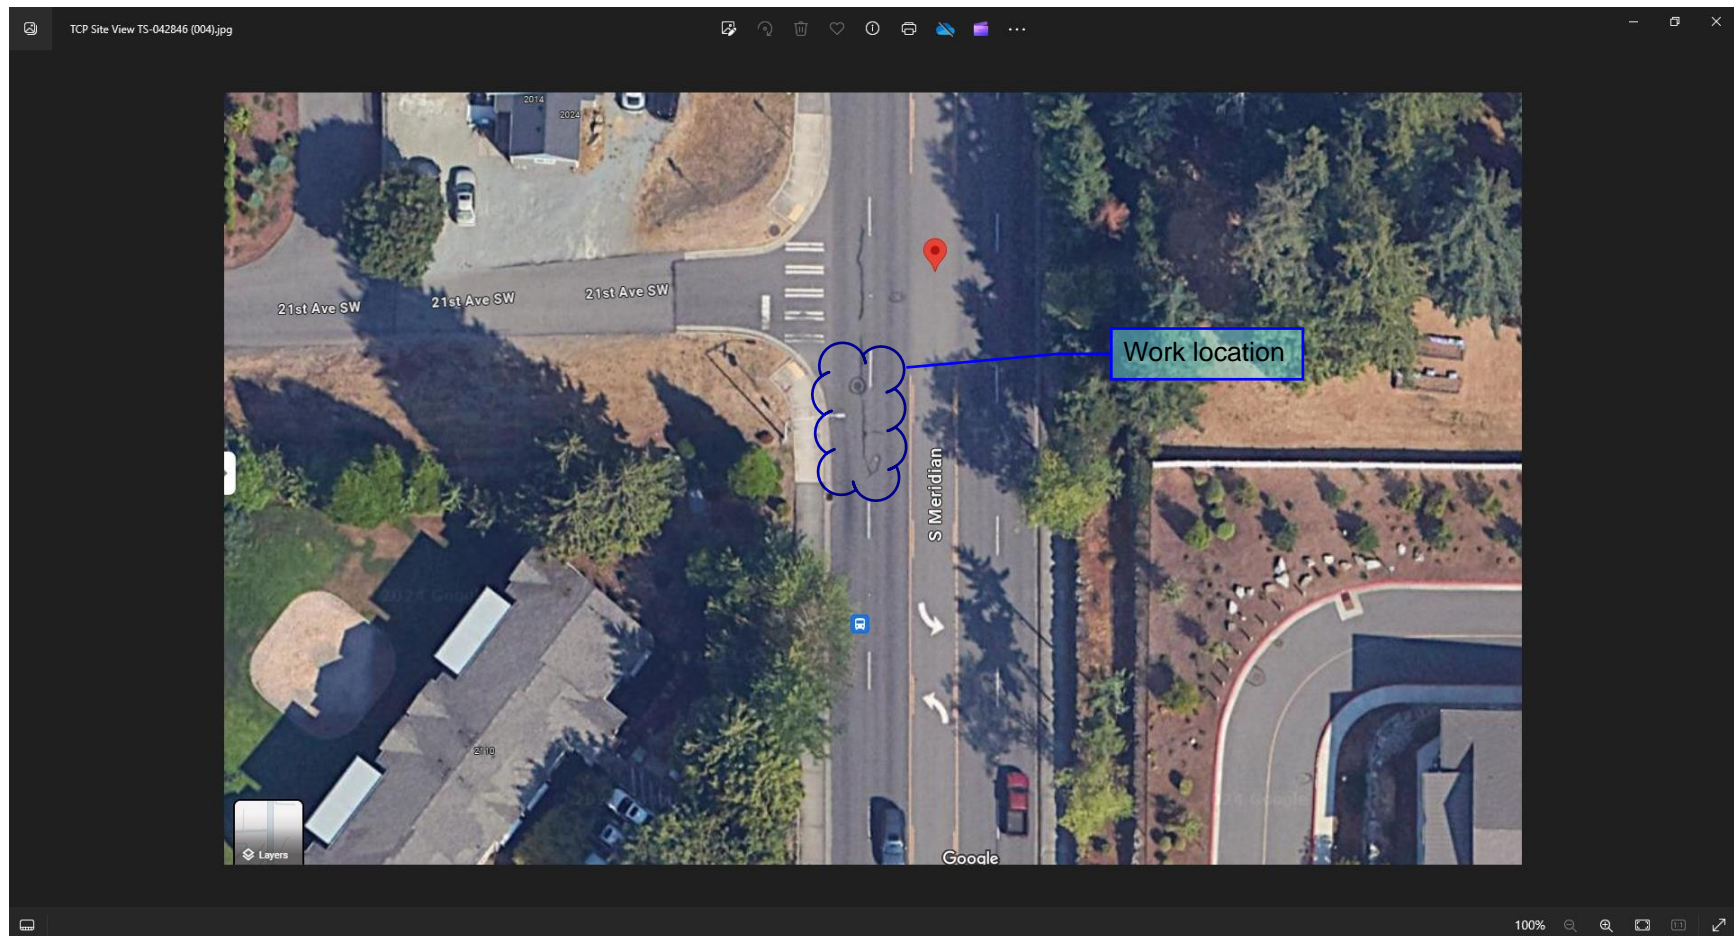 TCP Site View TS-042846 (004).jpg
2014
2024
21st Ave SW
21st Ave SW
21st Ave SW
Work location
S Meridian
2110
Layers
Google
100%